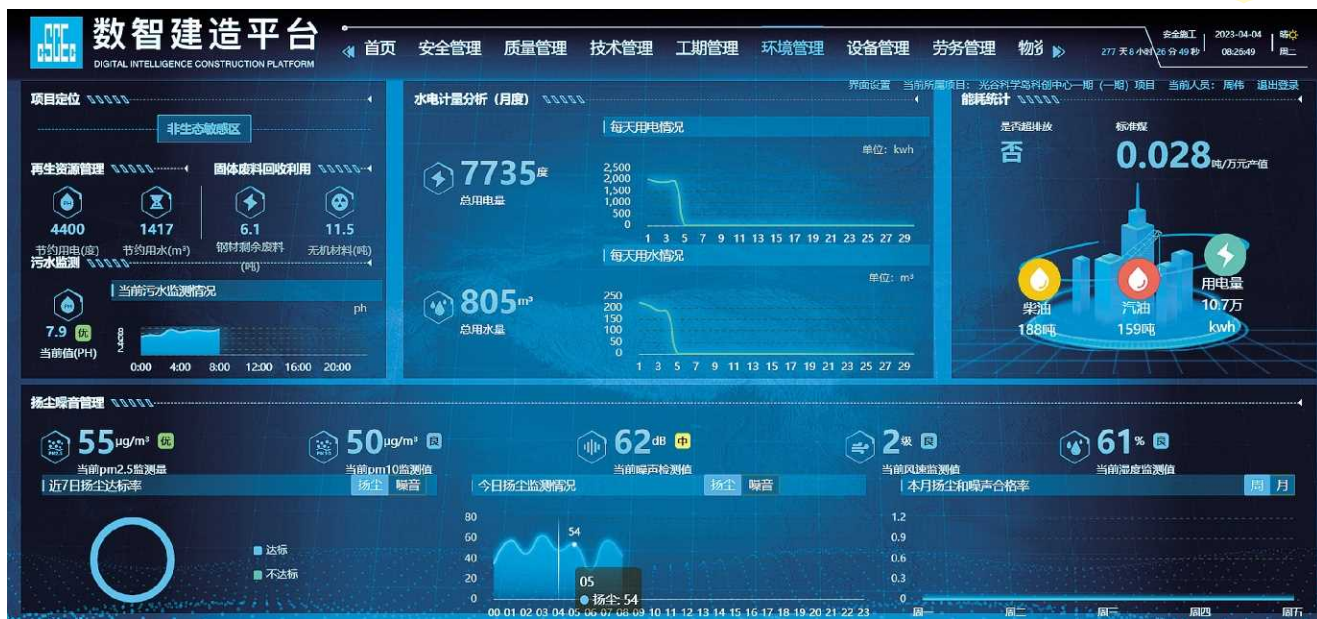 CSCEC
数智建造平台
DIGITAL INTELLIGENCE CONSTRUCTION PLATFORM
首页 安全管理 质量管理 技术管理 工期管理 环境管理 设备管理 劳务管理
安全施工 2023-04-04 晴
277 天 8 小时 26 分 49 秒 08:26:49 周二
界面设置 当前所属项目: 光谷科学岛科创中心一期 (一期) 项目 当前人员: 周伟 退出登录
项目定位
非生态敏感区
再生资源管理 固体废料回收利用
4400 1417 6.1 11.5
节约用电(度) 节约用水(m³) 钢材剩余废料(吨) 无机材料(吨)
污水监测
当前污水监测情况
ph
PH
7.9 优
当前值(PH)
8
6
4
2
0:00 4:00 8:00 12:00 16:00 20:00
水电计量分析 (月度)
每天用电情况
单位: kwh
7735度
总用电量
2,500
2,000
1,500
1,000
500
0
1 3 5 7 9 11 13 15 17 19 21 23 25 27 29
每天用水情况
单位: m³
805m³
总用水量
250
200
150
100
50
0
1 3 5 7 9 11 13 15 17 19 21 23 25 27 29
能耗统计
是否超排放 标准煤
否 0.028吨/万元产值
柴油
188吨
汽油
159吨
用电量
10.7万
kwh
扬尘噪音管理
55μg/m³ 优
当前pm2.5监测量
50μg/m³ 良
当前pm10监测值
62dB 中
当前噪声检测值
2级 良
当前风速监测值
61% 良
当前湿度监测值
近7日扬尘达标率 扬尘 噪音
达标
不达标
今日扬尘监测情况 扬尘 噪音
80
60
40
20
0
54
05
扬尘: 54
00 01 02 03 04 05 06 07 08 09 10 11 12 13 14 15 16 17 18 19 20 21 22 23
本月扬尘和噪声合格率 周 月
1.2
0.9
0.6
0.3
0
周一 周二 周三 周四 周五